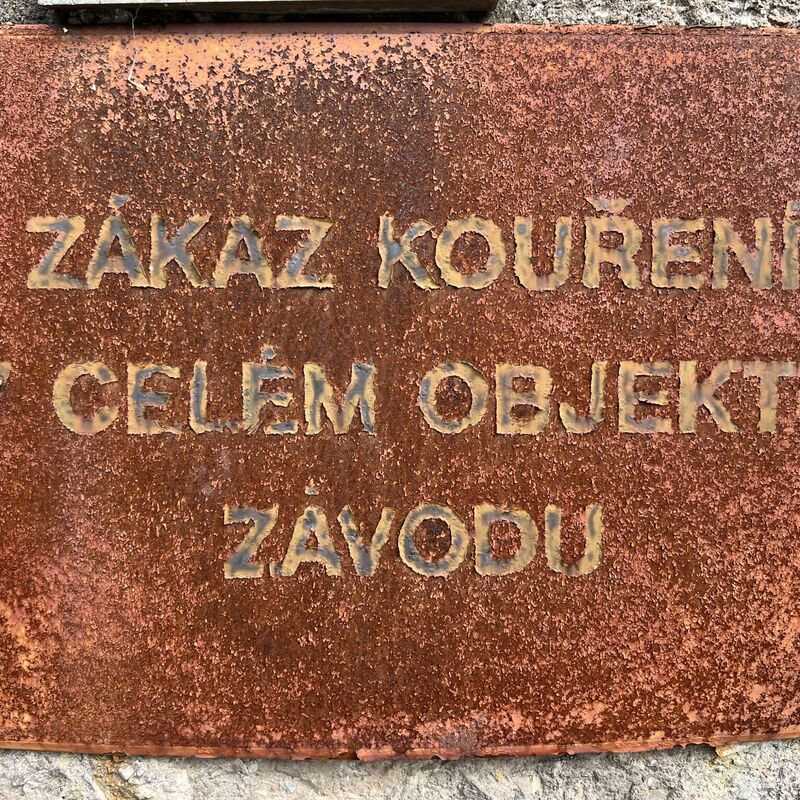 ZÁKAZ KOUŘENÍ
V CELÉM OBJEKT
ZÁVODU